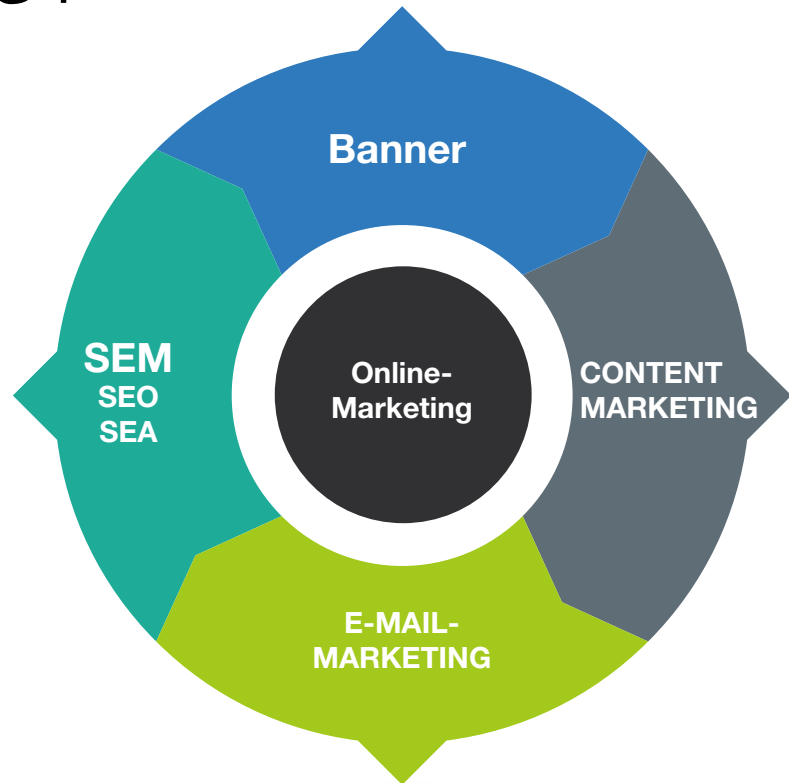 Banner
SEM
SEO
SEA
Online-
Marketing
CONTENT
MARKETING
E-MAIL-
MARKETING